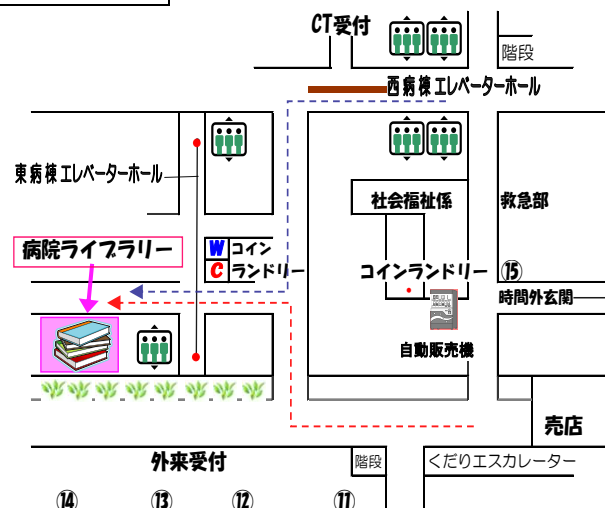 CT受付
階段
西病棟エレベーターホール
東病棟エレベーターホール
社会福祉係
救急部
病院ライブラリー
W コイン
C ランドリー
コインランドリー
⑮
時間外玄関
自動販売機
売店
外来受付
階段
くだりエスカレーター
⑭
⑬
⑫
⑪